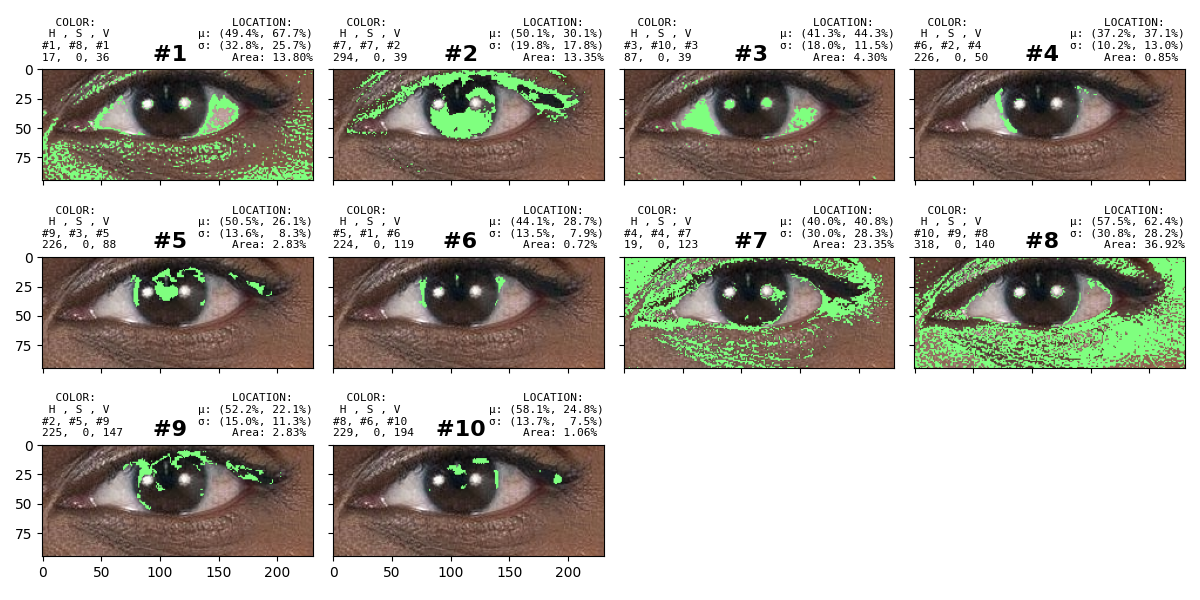 COLOR: LOCATION:
H , S , V μ: (49.4%, 67.7%)
#1, #8, #1 #1 σ: (32.8%, 25.7%)
17, 0, 36 Area: 13.80%
COLOR: LOCATION:
H , S , V μ: (50.1%, 30.1%)
#7, #7, #2 #2 σ: (19.8%, 17.8%)
294, 0, 39 Area: 13.35%
COLOR: LOCATION:
H , S , V μ: (41.3%, 44.3%)
#3, #10, #3 #3 σ: (18.0%, 11.5%)
87, 0, 39 Area: 4.30%
COLOR: LOCATION:
H , S , V μ: (37.2%, 37.1%)
#6, #2, #4 #4 σ: (10.2%, 13.0%)
226, 0, 50 Area: 0.85%
0
25
50
75
COLOR: LOCATION:
H , S , V μ: (50.5%, 26.1%)
#9, #3, #5 #5 σ: (13.6%, 8.3%)
226, 0, 88 Area: 2.83%
COLOR: LOCATION:
H , S , V μ: (44.1%, 28.7%)
#5, #1, #6 #6 σ: (13.5%, 7.9%)
224, 0, 119 Area: 0.72%
COLOR: LOCATION:
H , S , V μ: (40.0%, 40.8%)
#4, #4, #7 #7 σ: (30.0%, 28.3%)
19, 0, 123 Area: 23.35%
COLOR: LOCATION:
H , S , V μ: (57.5%, 62.4%)
#10, #9, #8 #8 σ: (30.8%, 28.2%)
318, 0, 140 Area: 36.92%
0
25
50
75
COLOR: LOCATION:
H , S , V μ: (52.2%, 22.1%)
#2, #5, #9 #9 σ: (15.0%, 11.3%)
225, 0, 147 Area: 2.83%
COLOR: LOCATION:
H , S , V μ: (58.1%, 24.8%)
#8, #6, #10 #10 σ: (13.7%, 7.5%)
229, 0, 194 Area: 1.06%
0
25
50
75
0 50 100 150 200
0 50 100 150 200